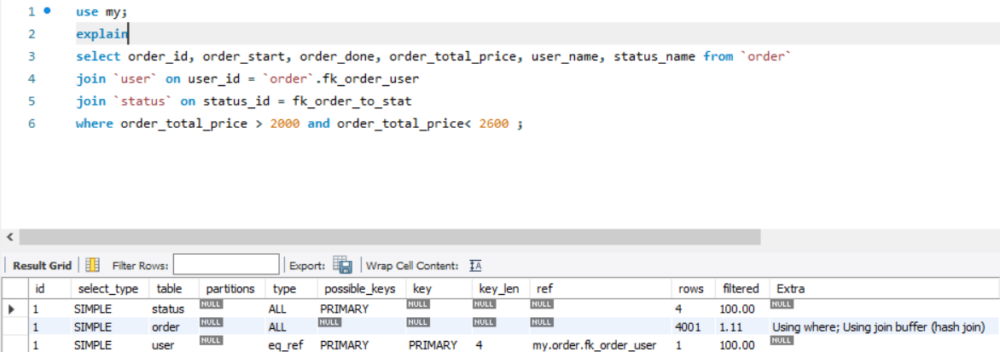 1 use my;
2 explain
3 select order_id, order_start, order_done, order_total_price, user_name, status_name from `order`
4 join `user` on user_id = `order`.fk_order_user
5 join `status` on status_id = fk_order_to_stat
6 where order_total_price > 2000 and order_total_price< 2600 ;
Result Grid Filter Rows: Export: Wrap Cell Content:
id select_type table partitions type possible_keys key key_len ref rows filtered Extra
1 SIMPLE status NULL ALL PRIMARY NULL NULL NULL 4 100.00 NULL
1 SIMPLE order NULL ALL NULL NULL NULL NULL 4001 1.11 Using where; Using join buffer (hash join)
1 SIMPLE user NULL eq_ref PRIMARY PRIMARY 4 my.order.fk_order_user 1 100.00 NULL